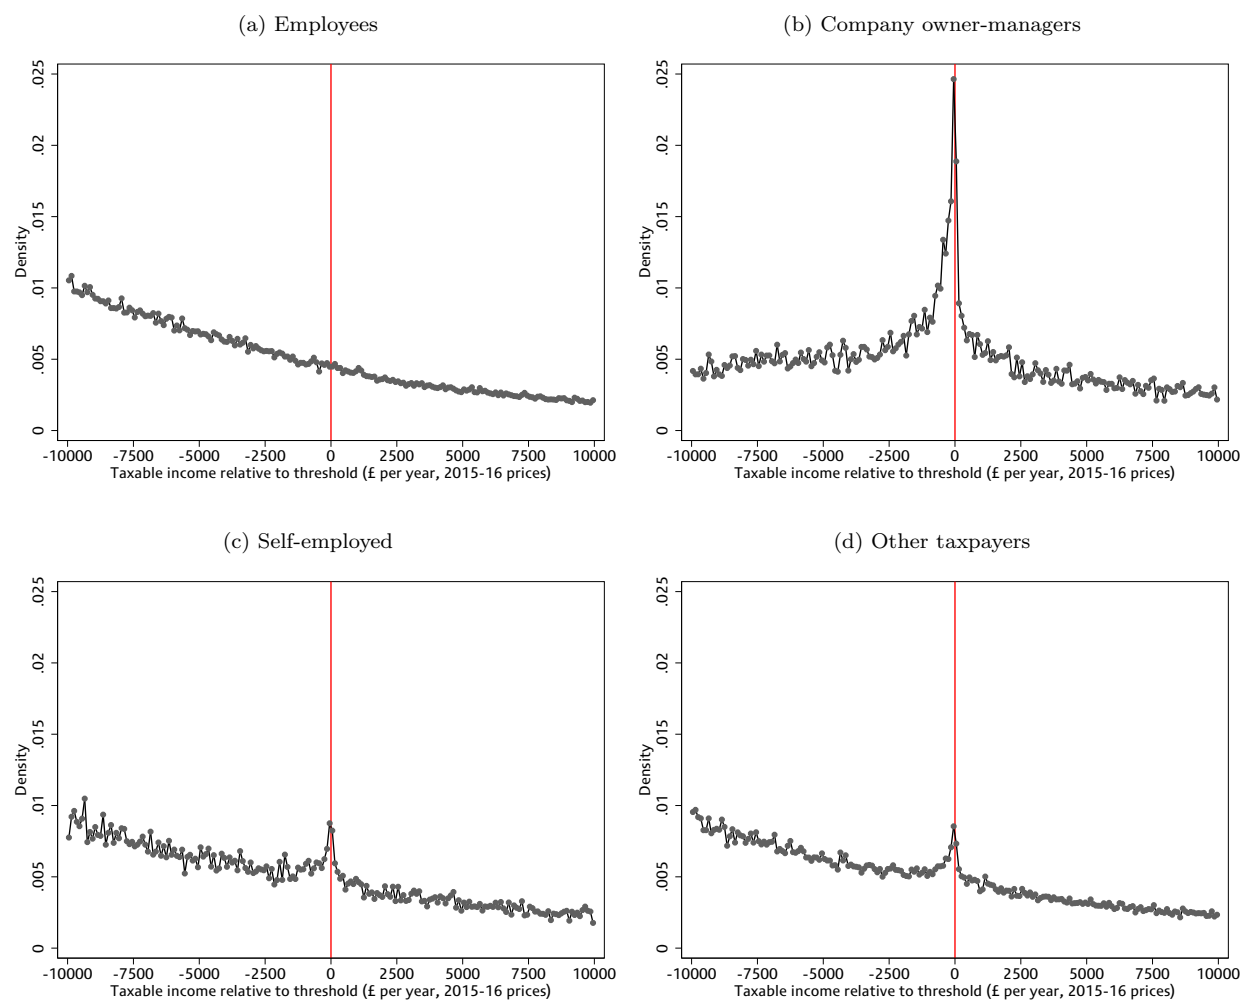 (a) Employees
Density
0 .005 .01 .015 .02 .025
-10000 -7500 -5000 -2500 0 2500 5000 7500 10000
Taxable income relative to threshold (£ per year, 2015-16 prices)
(b) Company owner-managers
Density
0 .005 .01 .015 .02 .025
-10000 -7500 -5000 -2500 0 2500 5000 7500 10000
Taxable income relative to threshold (£ per year, 2015-16 prices)
(c) Self-employed
Density
0 .005 .01 .015 .02 .025
-10000 -7500 -5000 -2500 0 2500 5000 7500 10000
Taxable income relative to threshold (£ per year, 2015-16 prices)
(d) Other taxpayers
Density
0 .005 .01 .015 .02 .025
-10000 -7500 -5000 -2500 0 2500 5000 7500 10000
Taxable income relative to threshold (£ per year, 2015-16 prices)